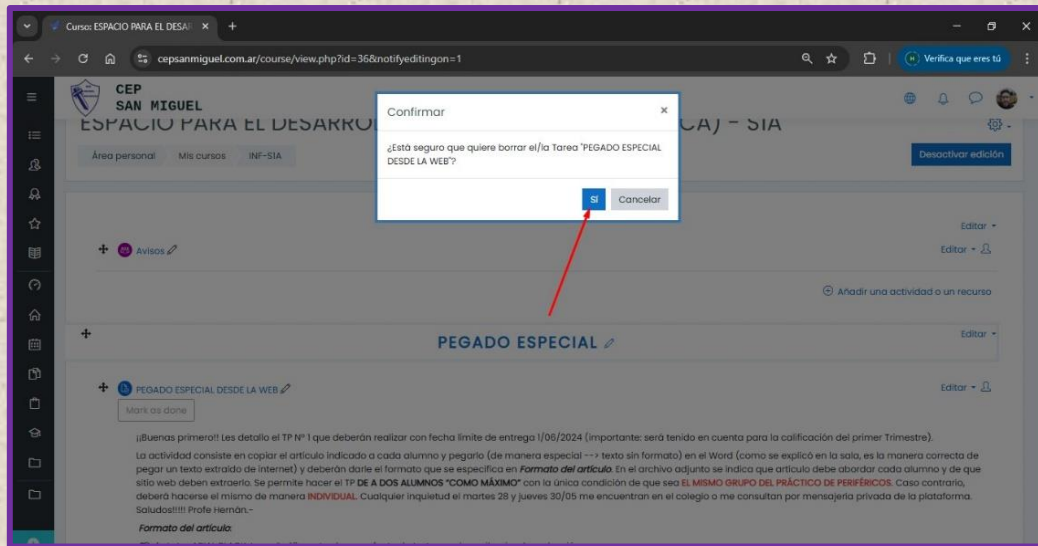 Curso: ESPACIO PARA EL DESAR
cepsanmiguel.com.ar/course/view.php?id=36&notifyeditingon=1
Verifica que eres tú
CEP
SAN MIGUEL
ESPACIO PARA EL DESARRO
CA) - SIA
Área personal Mis cursos INF-SIA
Desactivar edición
Confirmar
¿Está seguro que quiere borrar el/la Tarea "PEGADO ESPECIAL
DESDE LA WEB"?
Sí Cancelar
Editar
Avisos Editar
Añadir una actividad o un recurso
PEGADO ESPECIAL Editar
PEGADO ESPECIAL DESDE LA WEB Editar
Mark as done
¡¡Buenas primero!! Les detallo el TP N° 1 que deberán realizar con fecha límite de entrega 1/06/2024 (importante: será tenido en cuenta para la calificación del primer Trimestre).
La actividad consiste en copiar el artículo indicado a cada alumno y pegarlo (de manera especial --> texto sin formato) en el Word (como se explicó en la sala, es la manera correcta de
pegar un texto extraído de internet) y deberán darle el formato que se especifica en Formato del artículo. En el archivo adjunto se indica que artículo debe abordar cada alumno y de que
sitio web deben extraerlo. Se permite hacer el TP DE A DOS ALUMNOS "COMO MÁXIMO" con la única condición de que sea EL MISMO GRUPO DEL PRÁCTICO DE PERIFÉRICOS. Caso contrario,
deberá hacerse el mismo de manera INDIVIDUAL. Cualquier inquietud el martes 28 y jueves 30/05 me encuentran en el colegio o me consultan por mensajería privada de la plataforma.
Saludos!!!!! Profe Hernán.-
Formato del artículo: